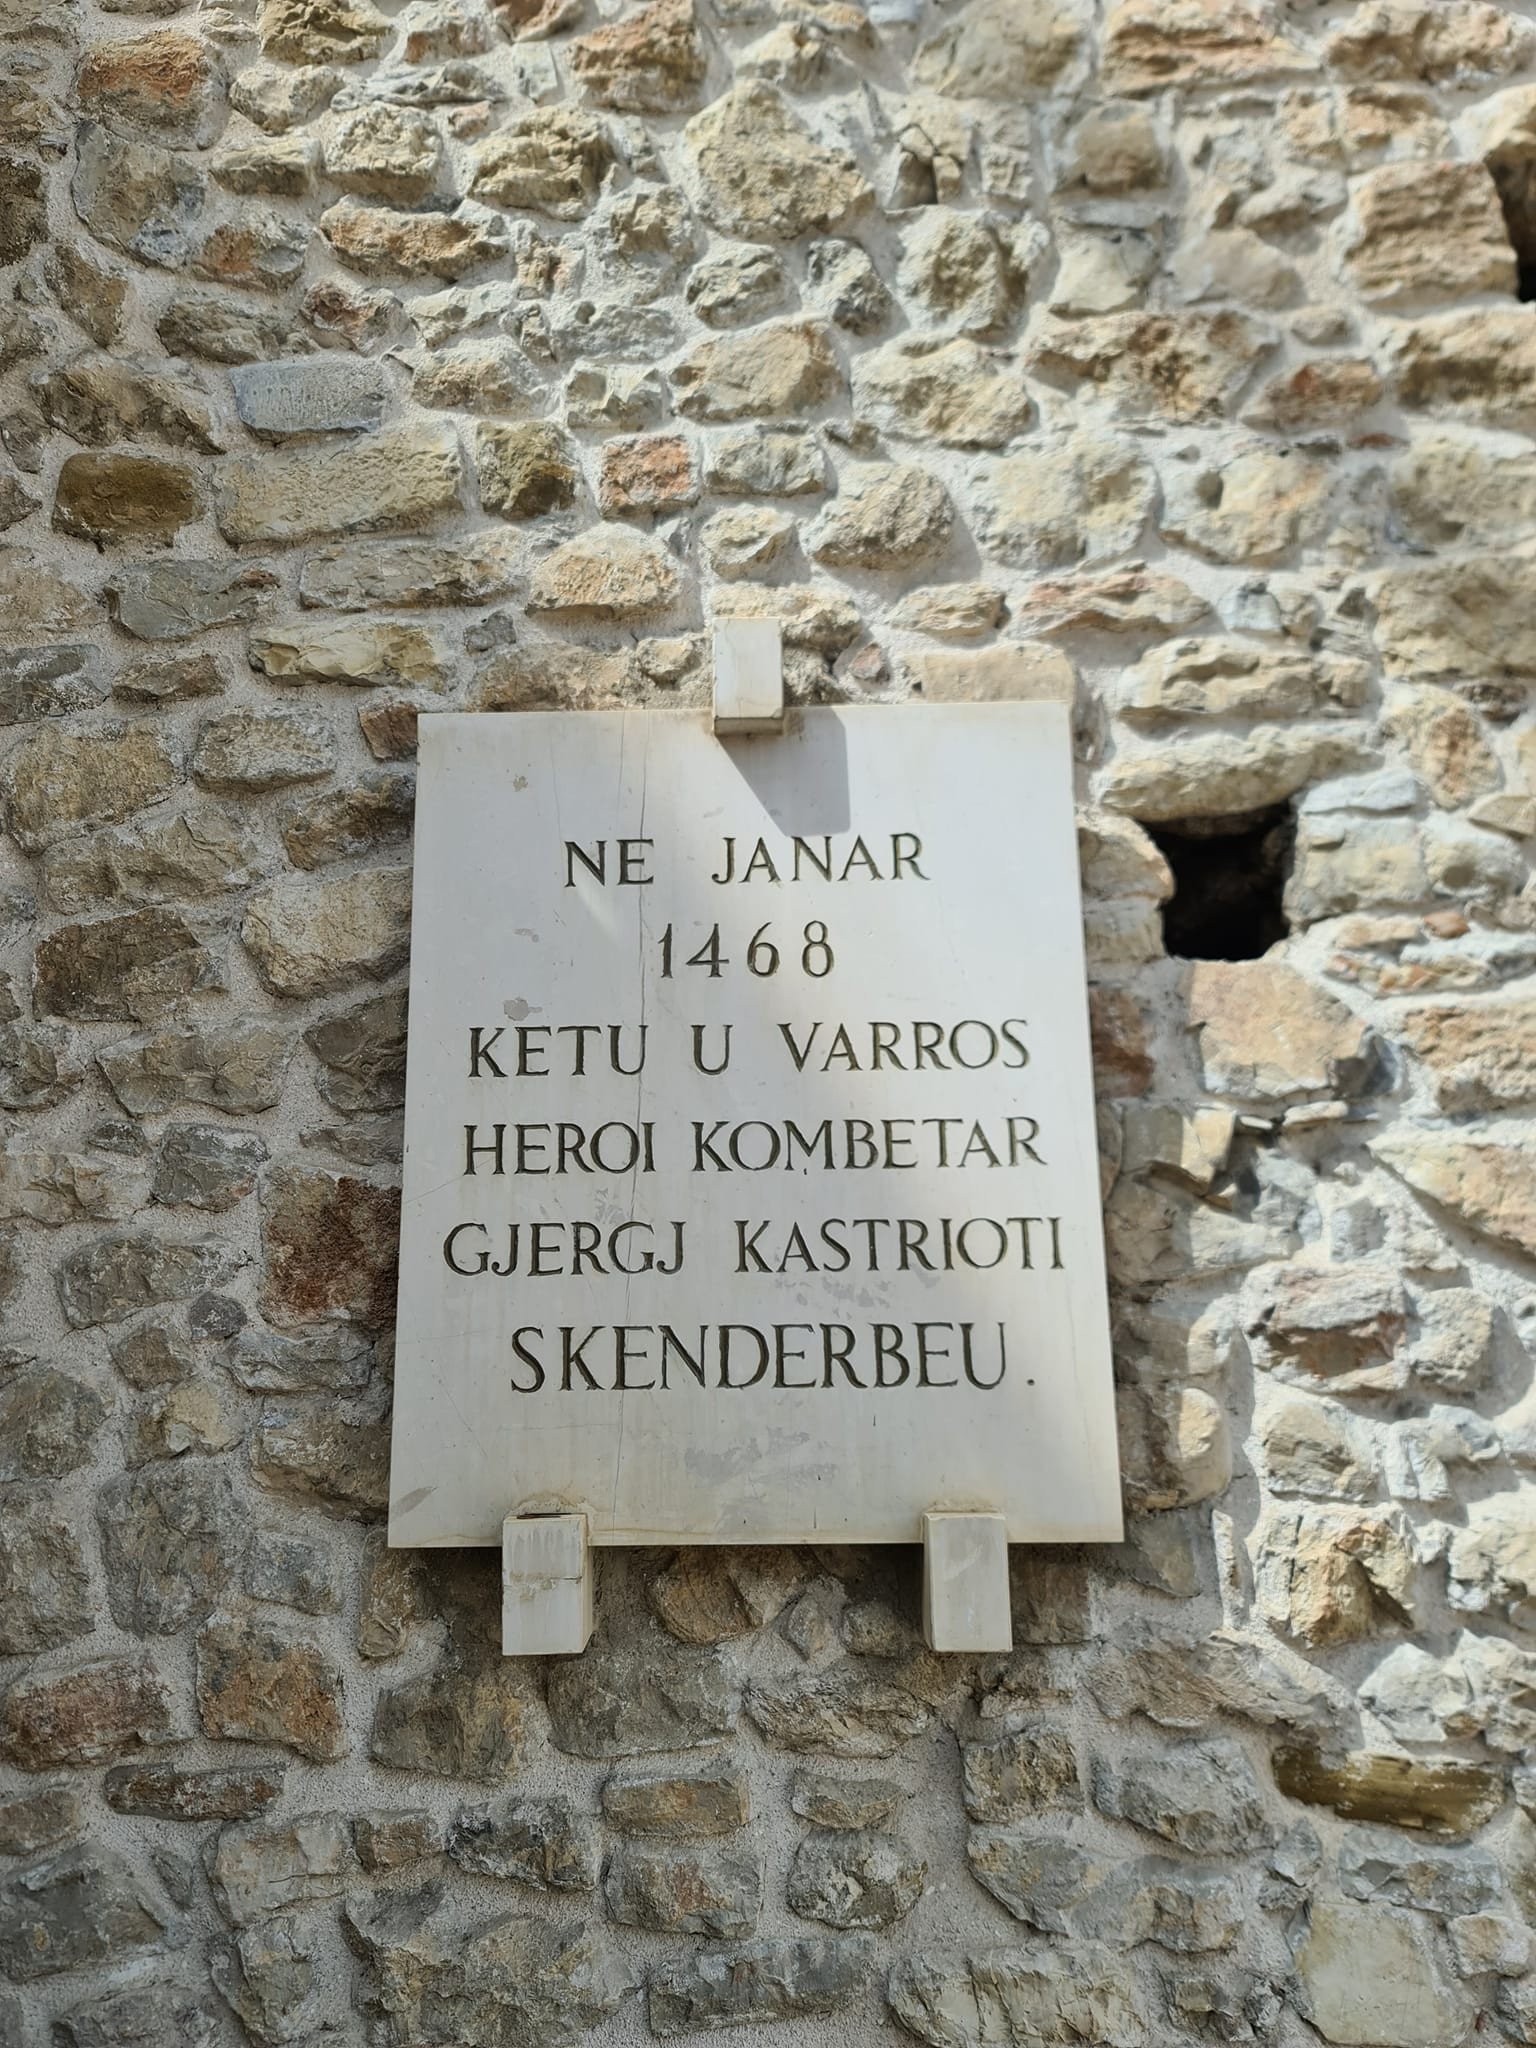 NE JANAR
1468
KETU U VARROS
HEROI KOMBETAR
GJERGJ KASTRIOTI
SKENDERBEU.